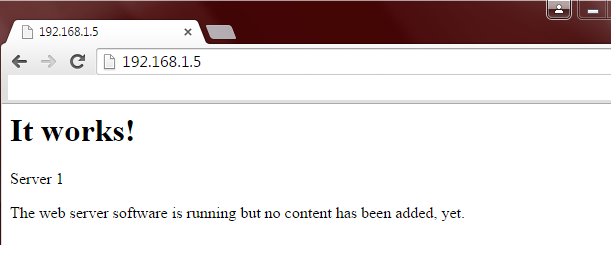 192.168.1.5
192.168.1.5
It works!
Server 1
The web server software is running but no content has been added, yet.